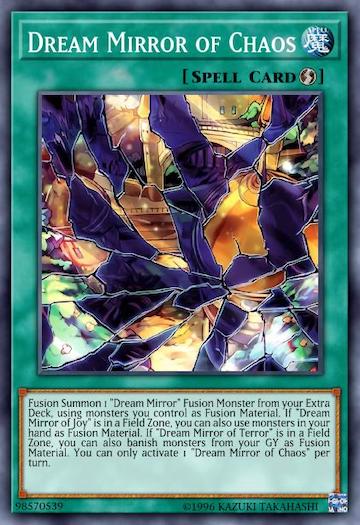 DREAM MIRROR OF CHAOS
魔
[SPELL CARD]
Fusion Summon 1 "Dream Mirror" Fusion Monster from your Extra
Deck, using monsters you control as Fusion Material. If "Dream
Mirror of Joy" is in a Field Zone, you can also use monsters in your
hand as Fusion Material. If "Dream Mirror of Terror" is in a Field
Zone, you can also banish monsters from your GY as Fusion
Material. You can only activate 1 "Dream Mirror of Chaos" per
turn.
98570539
©1996 KAZUKI TAKAHASHI